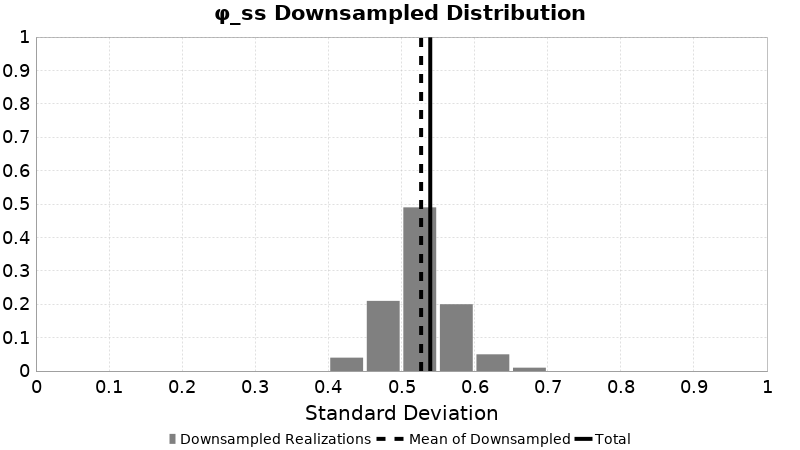 φ_ss Downsampled Distribution
1
0.9
0.8
0.7
0.6
0.5
0.4
0.3
0.2
0.1
0
0 0.1 0.2 0.3 0.4 0.5 0.6 0.7 0.8 0.9 1
Standard Deviation
Downsampled Realizations Mean of Downsampled Total